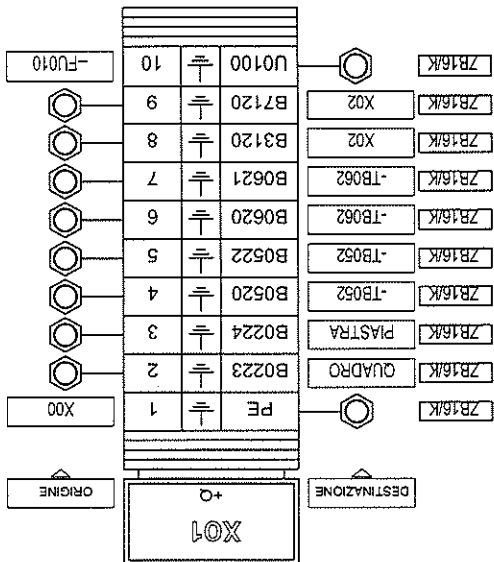 X01
+Q
DESTINAZIONE
ORIGINE
ZB16/K PE 1 X00
ZB16/K QUADRO B0223 2
ZB16/K PIASTRA B0224 3
ZB16/K -TB052 B0520 4
ZB16/K -TB052 B0522 5
ZB16/K -TB062 B0620 6
ZB16/K -TB062 B0621 7
ZB16/K X02 B3120 8
ZB16/K X02 B7120 9
ZB16/K U0100 10 -FU010